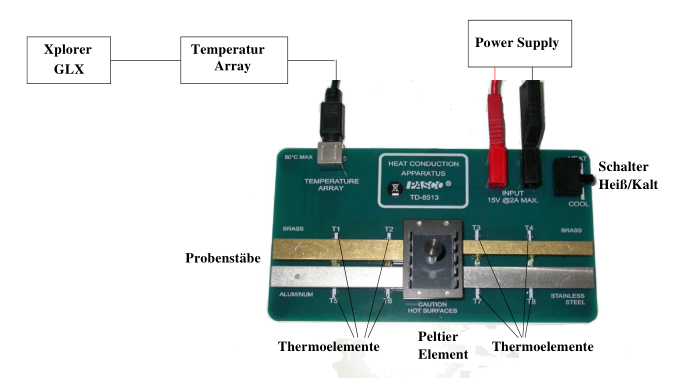 Xplorer
GLX
Temperatur
Array
Power Supply
80°C MAX
TEMPERATURE
ARRAY
HEAT CONDUCTION
APPARATUS
PASCO ®
TD-8513
INPUT
15V @2A MAX.
HEAT
COOL
Schalter
Heiß/Kalt
BRASS
T1
T2
T3
T4
BRASS
Probenstäbe
ALUMINUM
T5
T6
CAUTION
HOT SURFACES
T7
T8
STAINLESS
STEEL
Thermoelemente
Peltier
Element
Thermoelemente